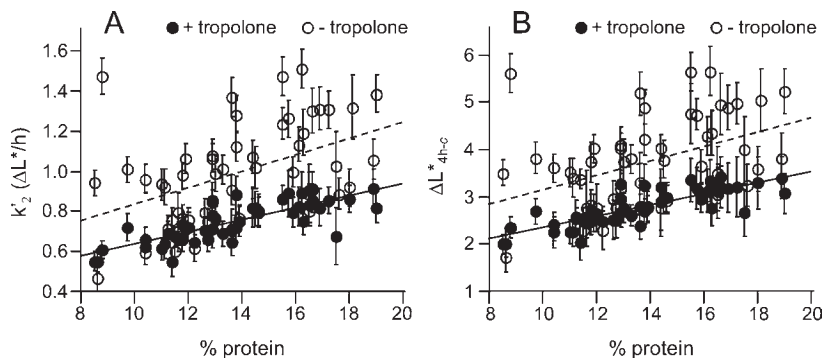 A
● + tropolone ○ - tropolone
k'₂ (ΔL*/h)
1.6
1.4
1.2
1.0
0.8
0.6
0.4
8 10 12 14 16 18 20
% protein
B
● + tropolone ○ - tropolone
ΔL*₄ₕ₋c
6
5
4
3
2
1
8 10 12 14 16 18 20
% protein